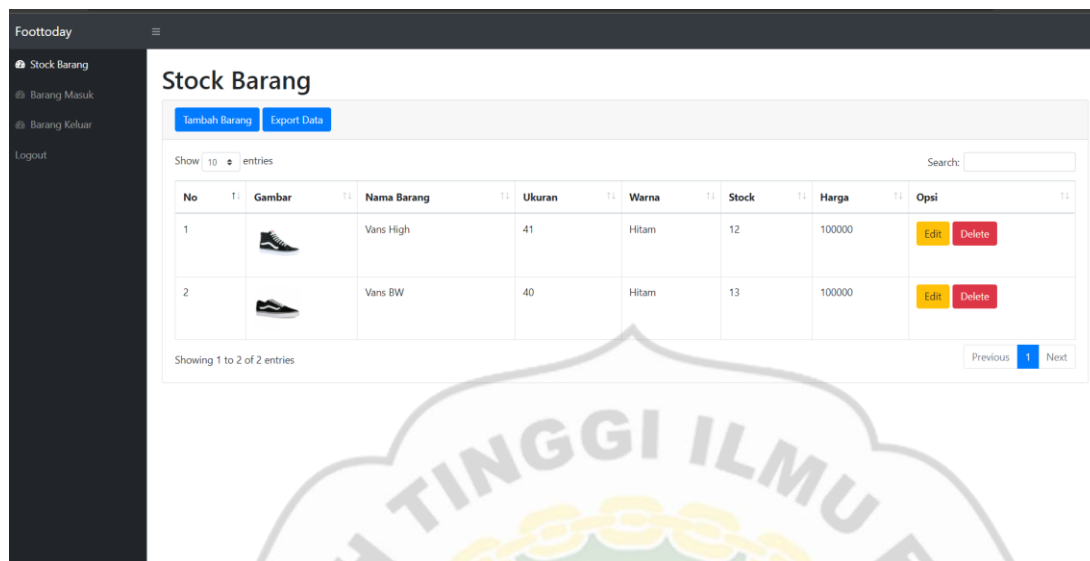 Foottoday
Stock Barang
Barang Masuk
Barang Keluar
Logout
Stock Barang
Tambah Barang Export Data
Show 10 entries Search:
No Gambar Nama Barang Ukuran Warna Stock Harga Opsi
1 Vans High 41 Hitam 12 100000 Edit Delete
2 Vans BW 40 Hitam 13 100000 Edit Delete
Showing 1 to 2 of 2 entries Previous 1 Next
TINGGI ILMU